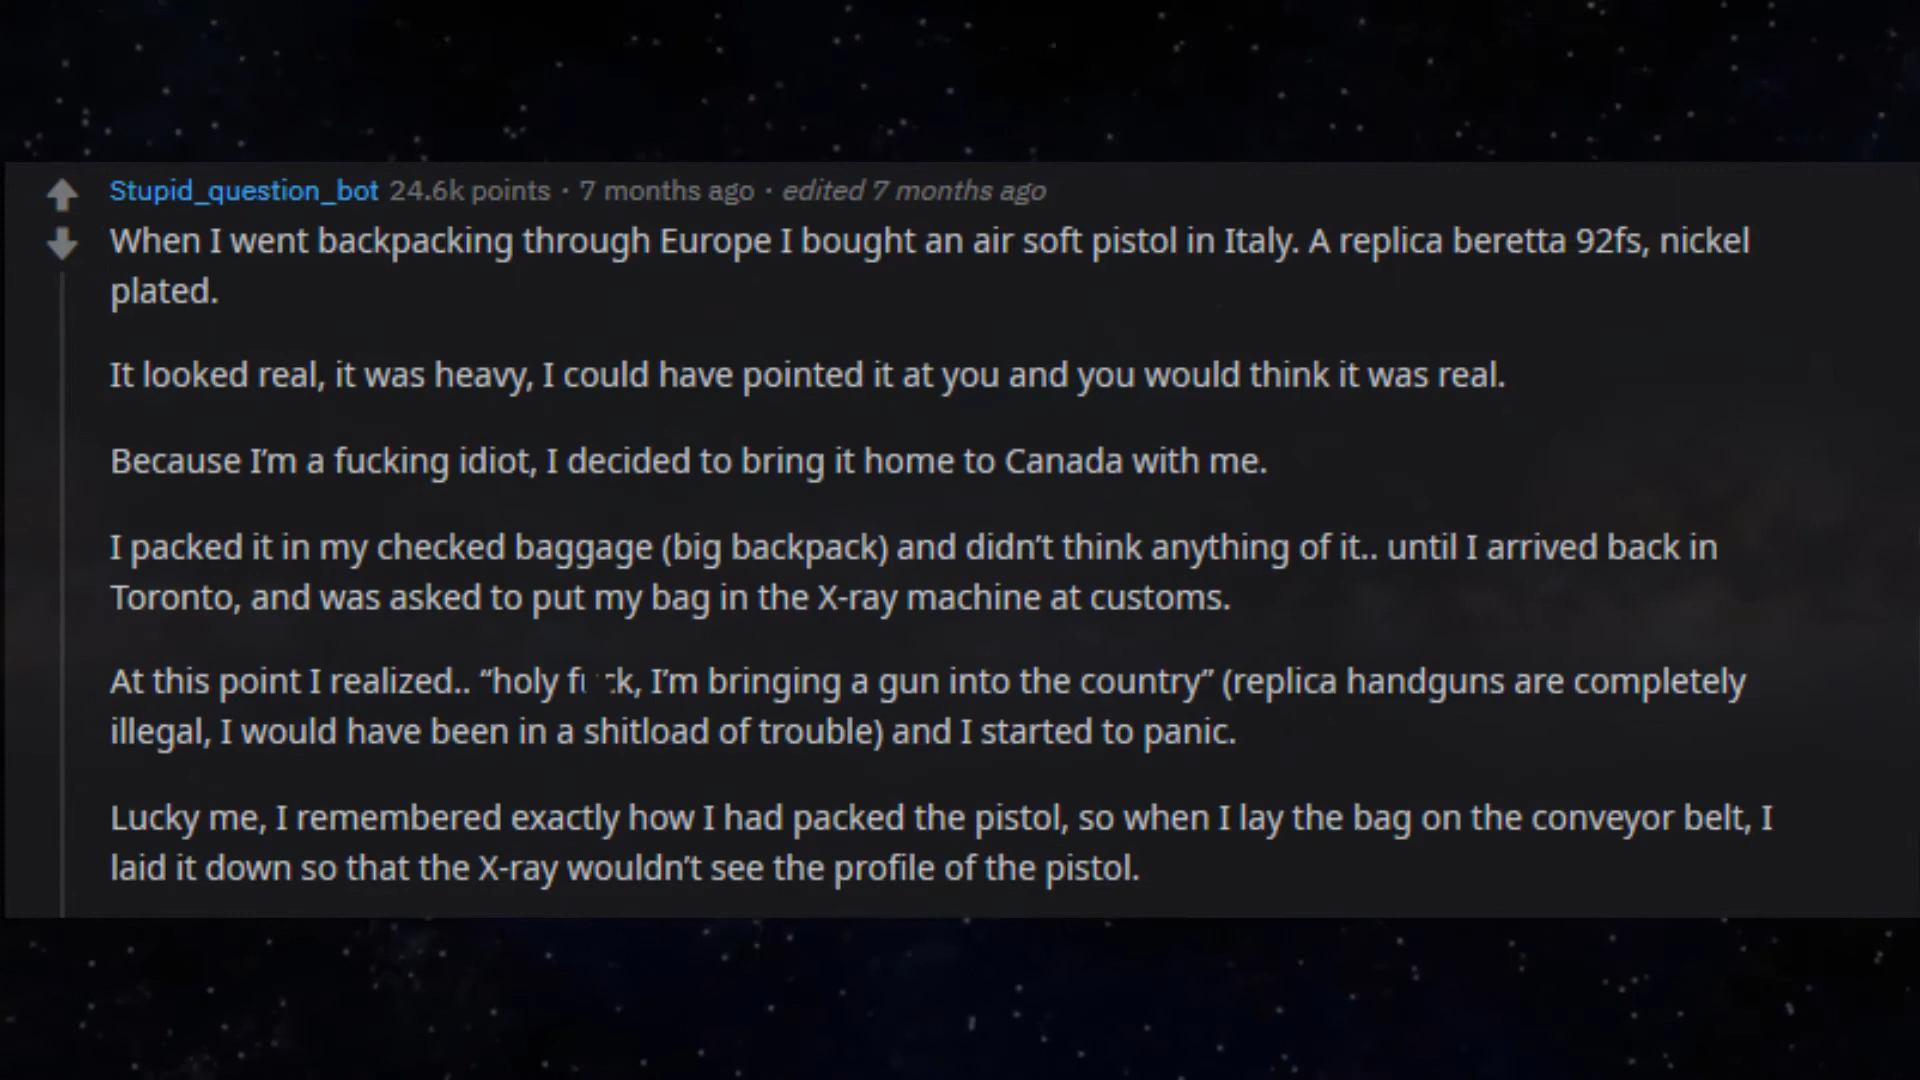 Stupid_question_bot 24.6k points · 7 months ago · edited 7 months ago
When I went backpacking through Europe I bought an air soft pistol in Italy. A replica beretta 92fs, nickel
plated.
It looked real, it was heavy, I could have pointed it at you and you would think it was real.
Because I'm a fucking idiot, I decided to bring it home to Canada with me.
I packed it in my checked baggage (big backpack) and didn't think anything of it.. until I arrived back in
Toronto, and was asked to put my bag in the X-ray machine at customs.
At this point I realized.. “holy k, I'm bringing a gun into the country” (replica handguns are completely
illegal, I would have been in a shitload of trouble) and I started to panic.
Lucky me, I remembered exactly how I had packed the pistol, so when I lay the bag on the conveyor belt, I
laid it down so that the X-ray wouldn't see the profile of the pistol.